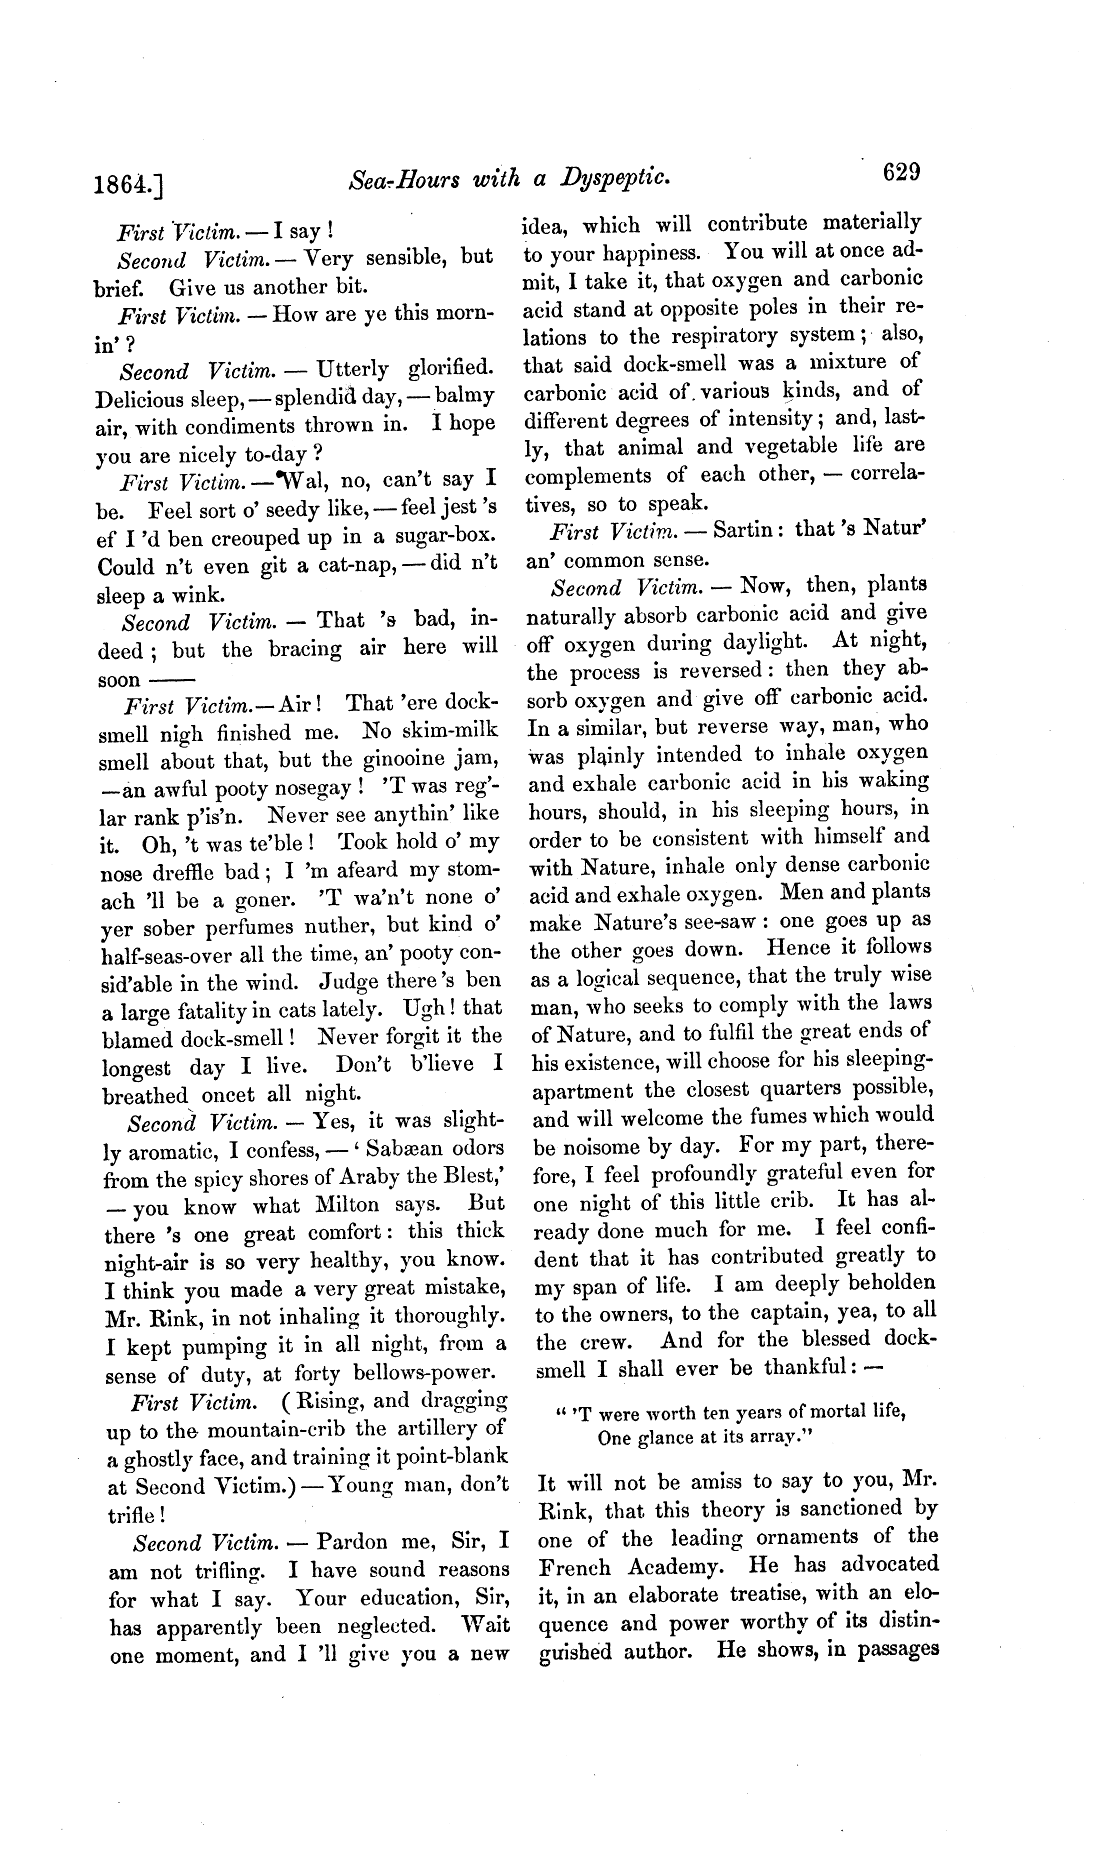 1864.] Sea-Hours with a Dyspeptic. 629
First Victim. — I say !
Second Victim. — Very sensible, but
brief. Give us another bit.
First Victim. — How are ye this morn-
in' ?
Second Victim. — Utterly glorified.
Delicious sleep, — splendid day, — balmy
air, with condiments thrown in. I hope
you are nicely to-day ?
First Victim. — Wal, no, can't say I
be. Feel sort o' seedy like, — feel jest 's
ef I 'd ben creouped up in a sugar-box.
Could n't even git a cat-nap, — did n't
sleep a wink.
Second Victim. — That 's bad, in-
deed ; but the bracing air here will
soon ——
First Victim. — Air ! That 'ere dock-
smell nigh finished me. No skim-milk
smell about that, but the ginooine jam,
— an awful pooty nosegay ! 'T was reg'-
lar rank p'is'n. Never see anythin' like
it. Oh, 't was te'ble ! Took hold o' my
nose dreffle bad ; I 'm afeard my stom-
ach 'll be a goner. 'T wa'n't none o'
yer sober perfumes nuther, but kind o'
half-seas-over all the time, an' pooty con-
sid'able in the wind. Judge there 's ben
a large fatality in cats lately. Ugh ! that
blamed dock-smell ! Never forgit it the
longest day I live. Don't b'lieve I
breathed oncet all night.
Second Victim. — Yes, it was slight-
ly aromatic, I confess, — ' Sabæan odors
from the spicy shores of Araby the Blest,'
— you know what Milton says. But
there 's one great comfort : this thick
night-air is so very healthy, you know.
I think you made a very great mistake,
Mr. Rink, in not inhaling it thoroughly.
I kept pumping it in all night, from a
sense of duty, at forty bellows-power.
First Victim. ( Rising, and dragging
up to the mountain-crib the artillery of
a ghostly face, and training it point-blank
at Second Victim.) — Young man, don't
trifle !
Second Victim. — Pardon me, Sir, I
am not trifling. I have sound reasons
for what I say. Your education, Sir,
has apparently been neglected. Wait
one moment, and I 'll give you a new
idea, which will contribute materially
to your happiness. You will at once ad-
mit, I take it, that oxygen and carbonic
acid stand at opposite poles in their re-
lations to the respiratory system ; also,
that said dock-smell was a mixture of
carbonic acid of various kinds, and of
different degrees of intensity ; and, last-
ly, that animal and vegetable life are
complements of each other, — correla-
tives, so to speak.
First Victim. — Sartin : that 's Natur'
an' common sense.
Second Victim. — Now, then, plants
naturally absorb carbonic acid and give
off oxygen during daylight. At night,
the process is reversed : then they ab-
sorb oxygen and give off carbonic acid.
In a similar, but reverse way, man, who
was plainly intended to inhale oxygen
and exhale carbonic acid in his waking
hours, should, in his sleeping hours, in
order to be consistent with himself and
with Nature, inhale only dense carbonic
acid and exhale oxygen. Men and plants
make Nature's see-saw : one goes up as
the other goes down. Hence it follows
as a logical sequence, that the truly wise
man, who seeks to comply with the laws
of Nature, and to fulfil the great ends of
his existence, will choose for his sleeping-
apartment the closest quarters possible,
and will welcome the fumes which would
be noisome by day. For my part, there-
fore, I feel profoundly grateful even for
one night of this little crib. It has al-
ready done much for me. I feel confi-
dent that it has contributed greatly to
my span of life. I am deeply beholden
to the owners, to the captain, yea, to all
the crew. And for the blessed dock-
smell I shall ever be thankful : —
" 'T were worth ten years of mortal life,
One glance at its array."
It will not be amiss to say to you, Mr.
Rink, that this theory is sanctioned by
one of the leading ornaments of the
French Academy. He has advocated
it, in an elaborate treatise, with an elo-
quence and power worthy of its distin-
guished author. He shows, in passages